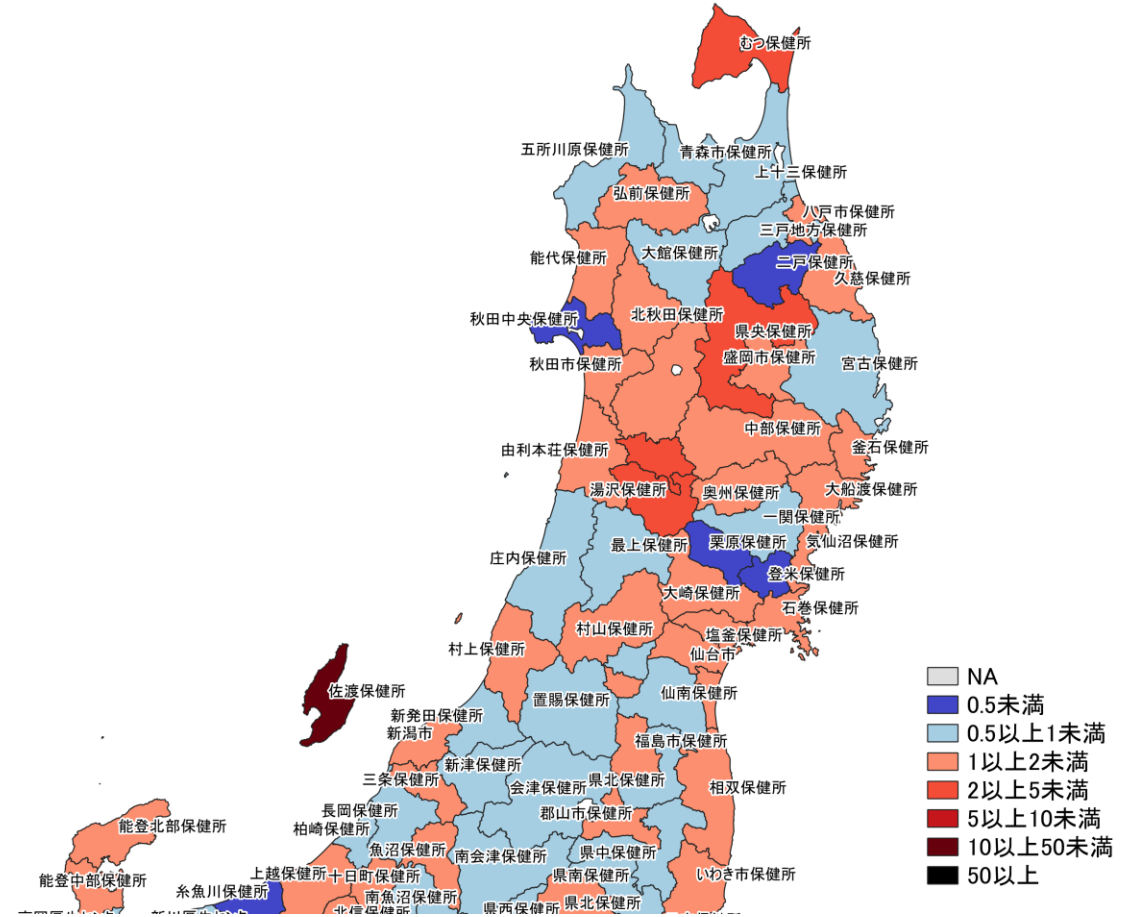 むつ保健所
五所川原保健所
青森市保健所
上十三保健所
弘前保健所
八戸市保健所
三戸地方保健所
大館保健所
能代保健所
二戸保健所
久慈保健所
秋田中央保健所
北秋田保健所
県央保健所
盛岡市保健所
秋田市保健所
宮古保健所
中部保健所
由利本荘保健所
釜石保健所
湯沢保健所
奥州保健所
大船渡保健所
一関保健所
栗原保健所
気仙沼保健所
最上保健所
庄内保健所
登米保健所
大崎保健所
石巻保健所
村山保健所
塩釜保健所
村上保健所
仙台市
佐渡保健所
仙南保健所
置賜保健所
新発田保健所
新潟市
福島市保健所
新津保健所
三条保健所
会津保健所
県北保健所
相双保健所
長岡保健所
郡山市保健所
柏崎保健所
能登北部保健所
魚沼保健所
南会津保健所
県中保健所
上越保健所
十日町保健所
県南保健所
いわき市保健所
能登中部保健所
糸魚川保健所
南魚沼保健所
県北保健所
県西保健所
北信保健所
NA
0.5未満
0.5以上1未満
1以上2未満
2以上5未満
5以上10未満
10以上50未満
50以上